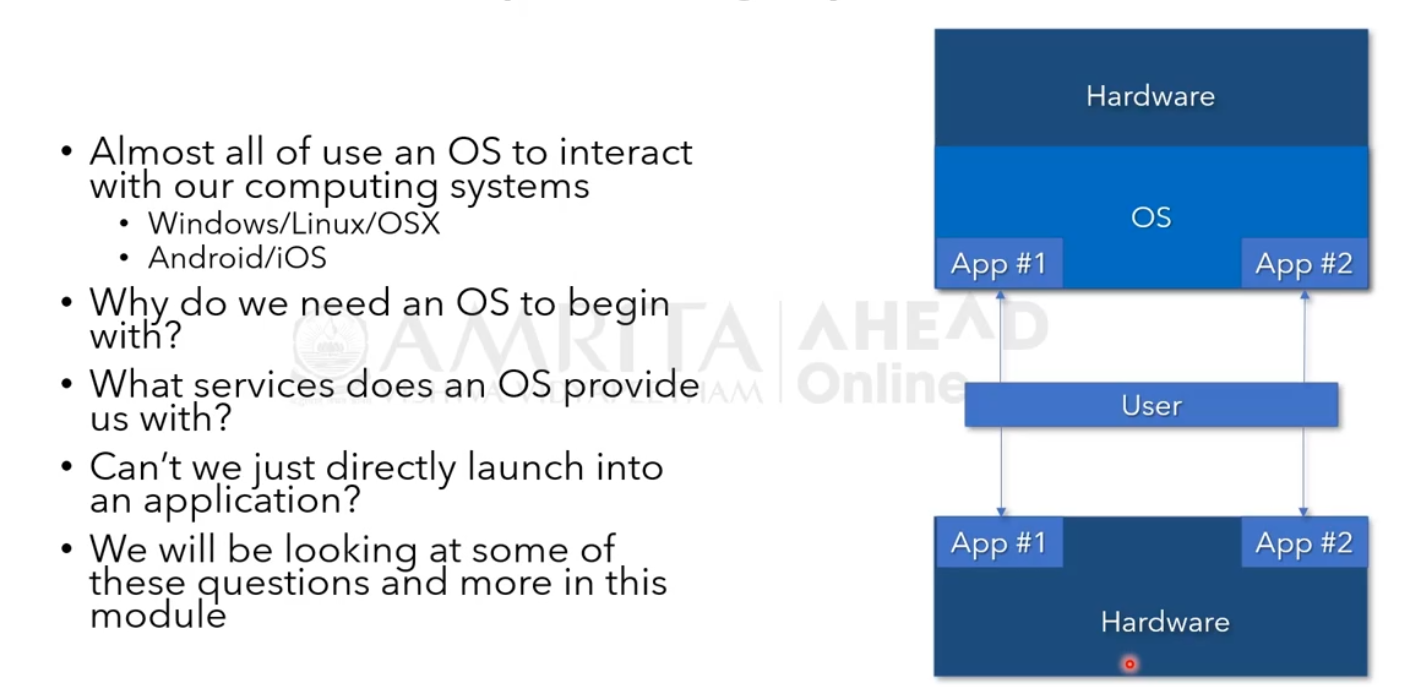 • Almost all of use an OS to interact
with our computing systems
• Windows/Linux/OSX
• Android/iOS
• Why do we need an OS to begin
with?
• What services does an OS provide
us with?
• Can't we just directly launch into
an application?
• We will be looking at some of
these questions and more in this
module
Hardware
OS
App #1 App #2
User
App #1 App #2
Hardware
AMRITA AHEAD
Online